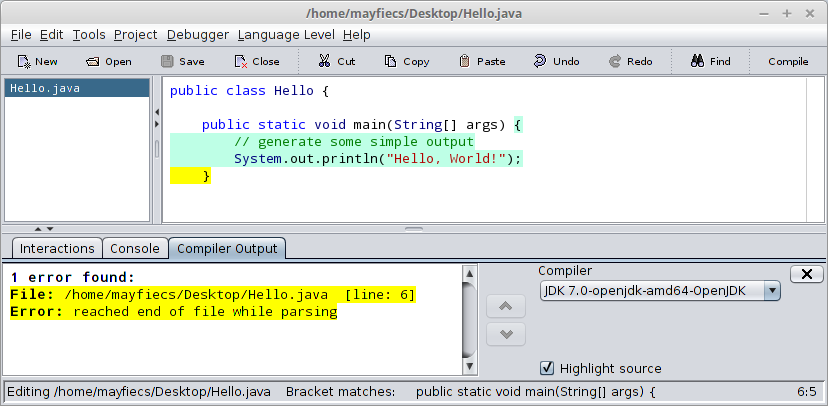 /home/mayfiecs/Desktop/Hello.java
File Edit Tools Project Debugger Language Level Help
New Open Save Close Cut Copy Paste Undo Redo Find Compile
Hello.java
public class Hello {
public static void main(String[] args) {
// generate some simple output
System.out.println("Hello, World!");
}
Interactions Console Compiler Output
1 error found:
File: /home/mayfiecs/Desktop/Hello.java [line: 6]
Error: reached end of file while parsing
Compiler
JDK 7.0-openjdk-amd64-OpenJDK
Highlight source
Editing /home/mayfiecs/Desktop/Hello.java Bracket matches: public static void main(String[] args) { 6:5